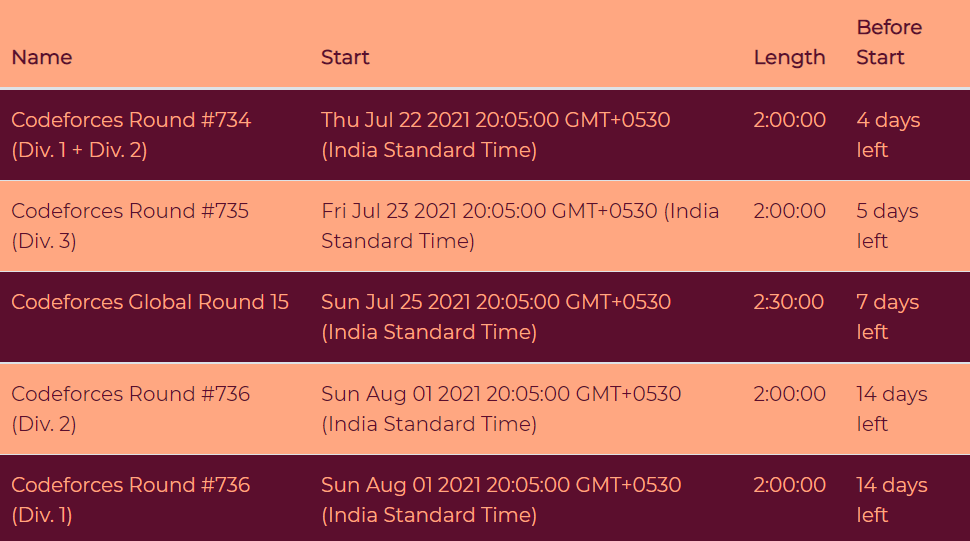 Name Start Length Before Start
Codeforces Round #734 (Div. 1 + Div. 2) Thu Jul 22 2021 20:05:00 GMT+0530 (India Standard Time) 2:00:00 4 days left
Codeforces Round #735 (Div. 3) Fri Jul 23 2021 20:05:00 GMT+0530 (India Standard Time) 2:00:00 5 days left
Codeforces Global Round 15 Sun Jul 25 2021 20:05:00 GMT+0530 (India Standard Time) 2:30:00 7 days left
Codeforces Round #736 (Div. 2) Sun Aug 01 2021 20:05:00 GMT+0530 (India Standard Time) 2:00:00 14 days left
Codeforces Round #736 (Div. 1) Sun Aug 01 2021 20:05:00 GMT+0530 (India Standard Time) 2:00:00 14 days left